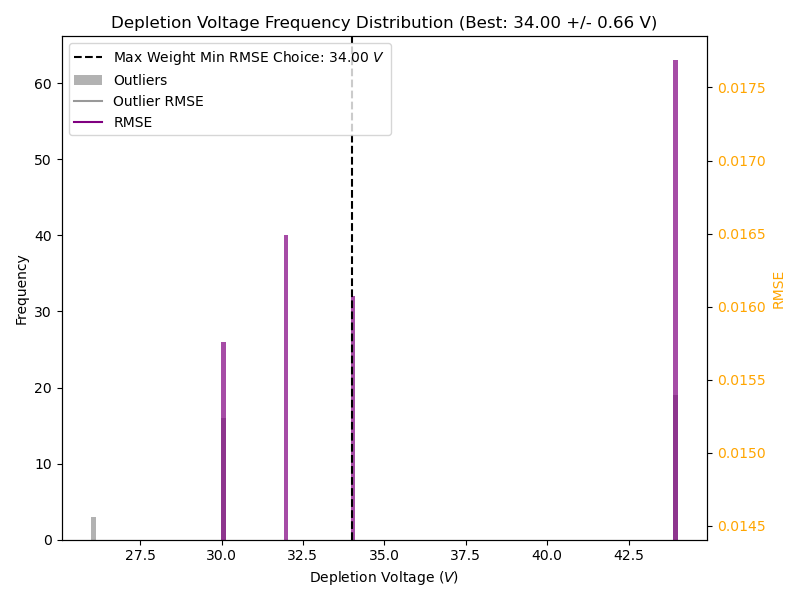 Depletion Voltage Frequency Distribution (Best: 34.00 +/- 0.66 V)
Max Weight Min RMSE Choice: 34.00 V
Outliers
Outlier RMSE
RMSE
Frequency
60
50
40
30
20
10
0
0.0175
0.0170
0.0165
0.0160
0.0155
0.0150
0.0145
RMSE
27.5 30.0 32.5 35.0 37.5 40.0 42.5
Depletion Voltage (V)